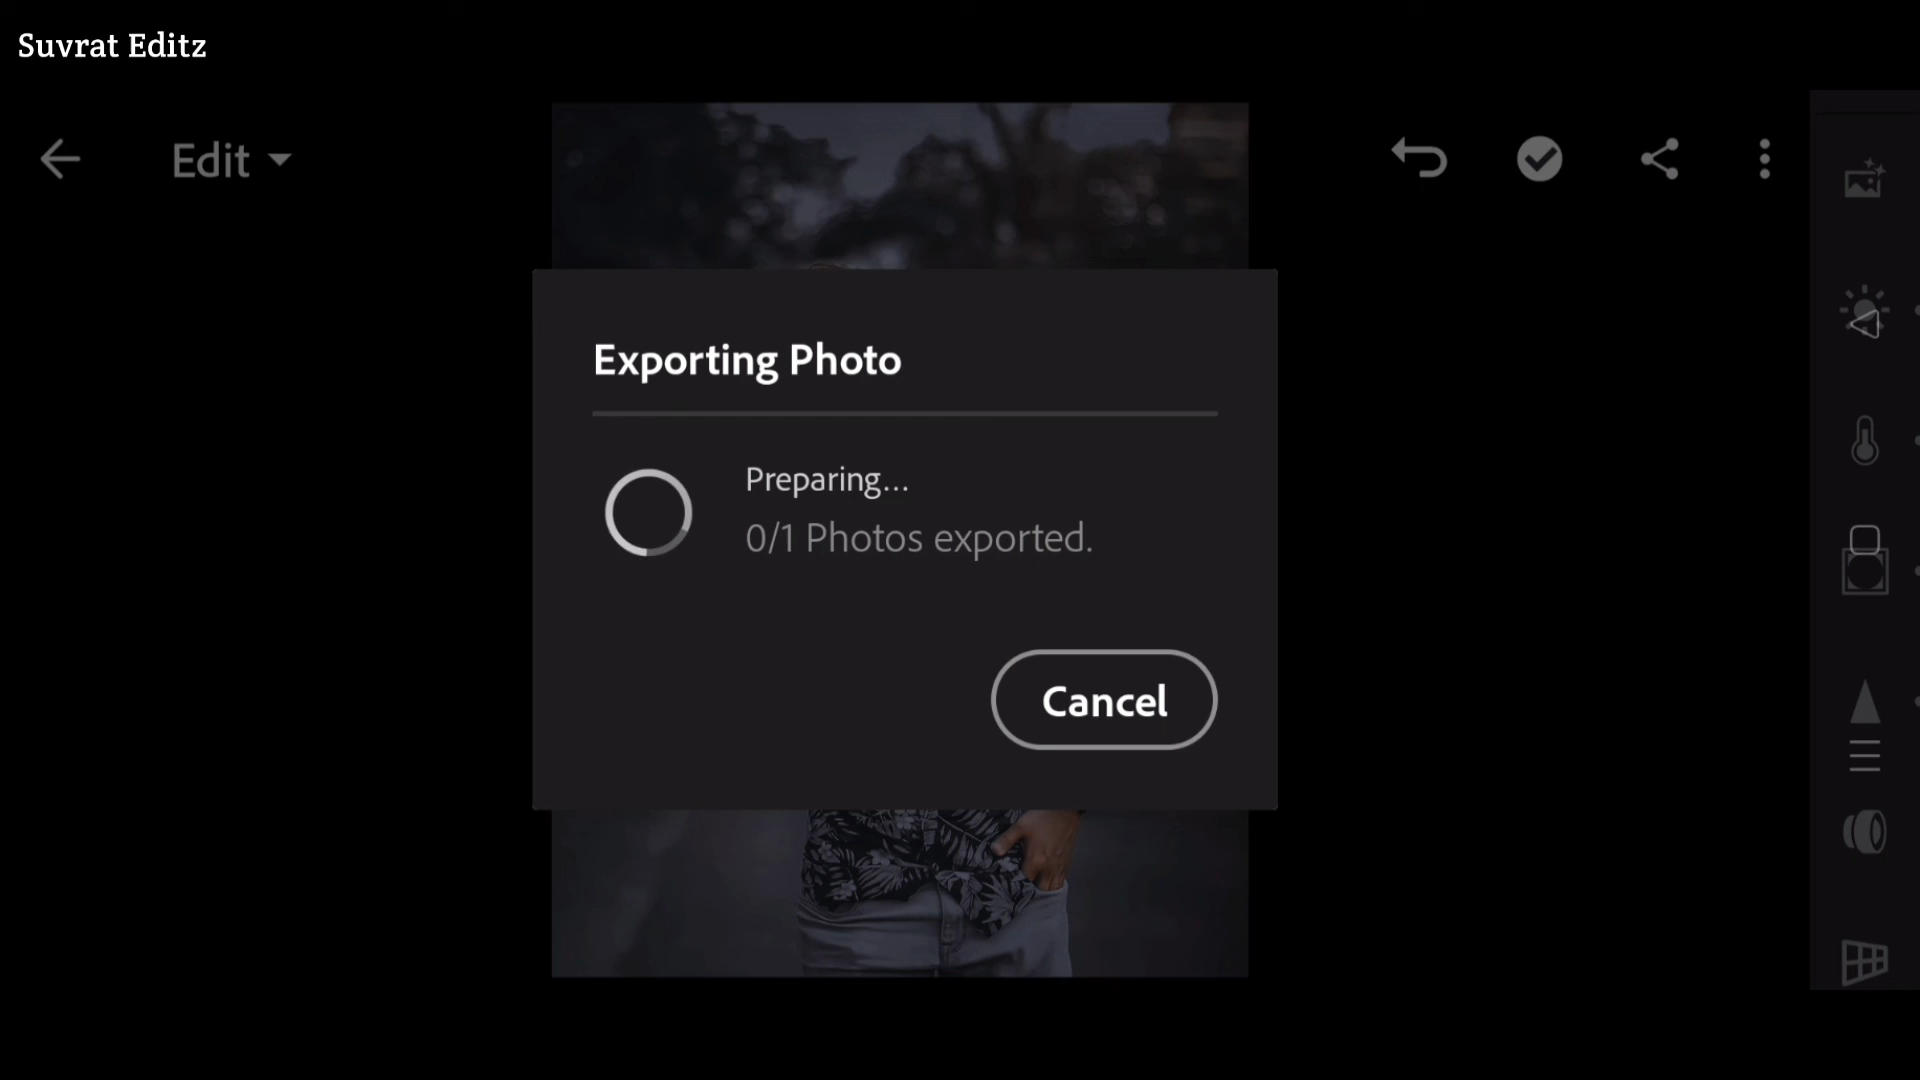 Suvrat Editz
Edit
Exporting Photo
Preparing...
0/1 Photos exported.
Cancel